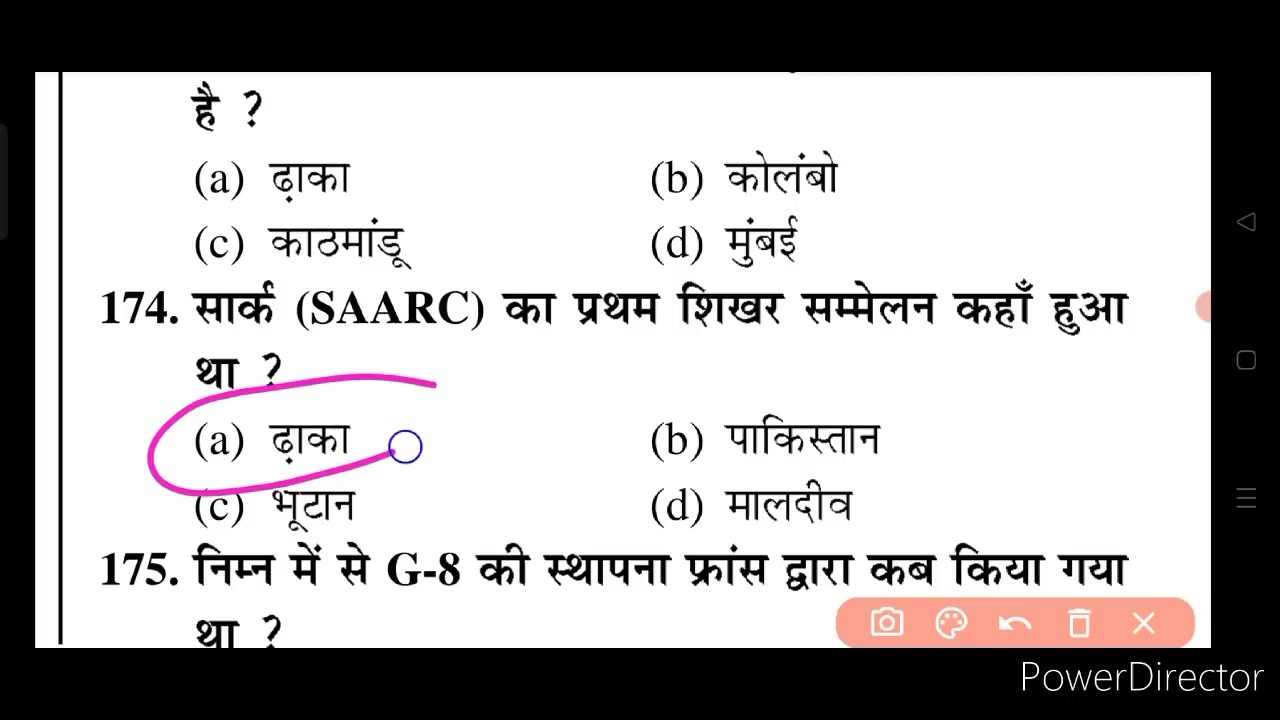 है ?
(a) ढ़ाका (b) कोलंबो
(c) काठमांडू (d) मुंबई
174. सार्क (SAARC) का प्रथम शिखर सम्मेलन कहाँ हुआ
था ?
(a) ढ़ाका (b) पाकिस्तान
(c) भूटान (d) मालदीव
175. निम्न में से G-8 की स्थापना फ्रांस द्वारा कब किया गया
था ?
PowerDirector